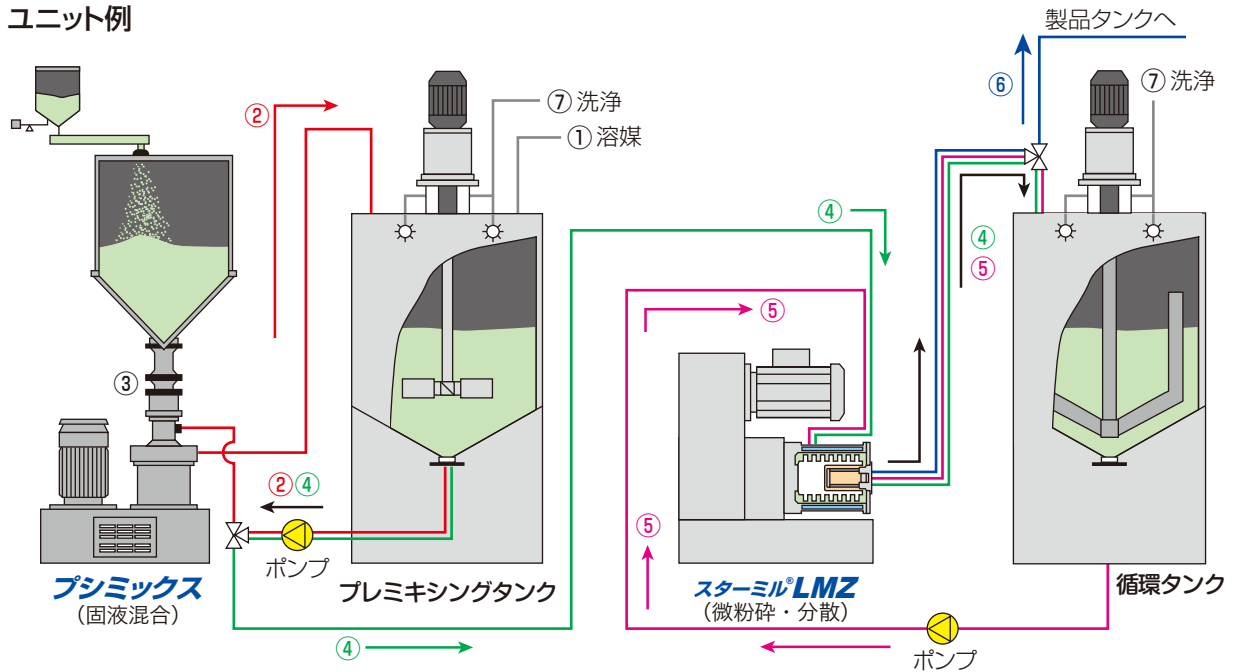 ユニット例
製品タンクへ
②
⑦洗浄
①溶媒
⑥
⑦洗浄
④
④
⑤
⑤
③
②④
⑤
ポンプ
プシミックス
(固液混合)
プレミキシングタンク
スターミル®LMZ
(微粉砕・分散)
循環タンク
④
ポンプ